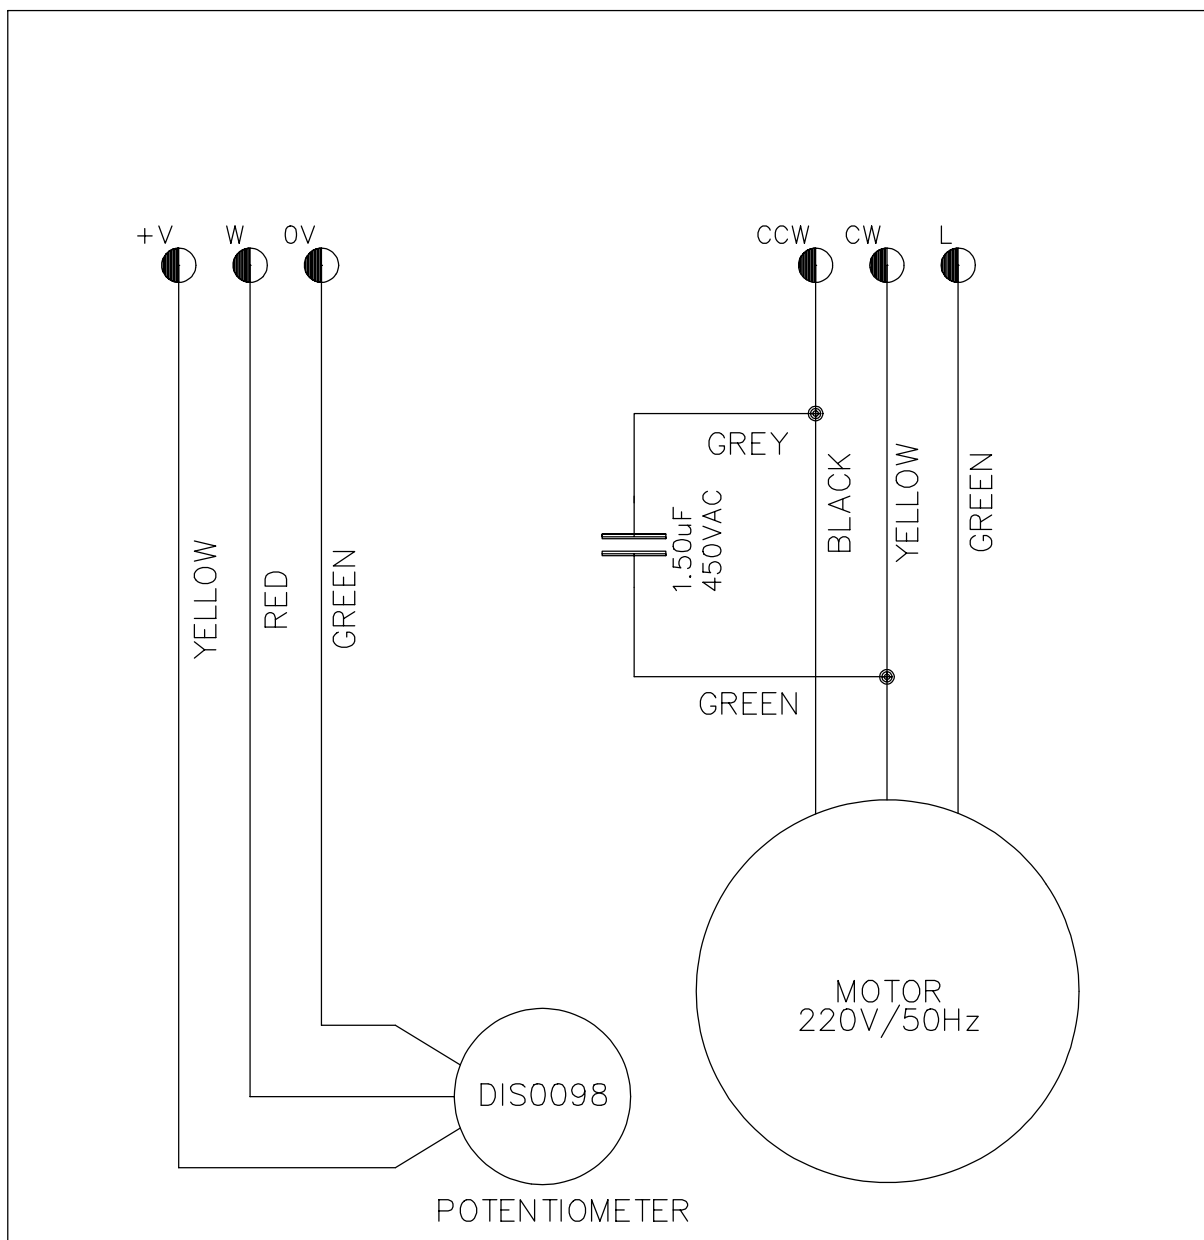 +V W 0V CCW CW L
GREY
BLACK
YELLOW
GREEN
1.50uF
450VAC
YELLOW
RED
GREEN
GREEN
MOTOR
220V/50Hz
DIS0098
POTENTIOMETER